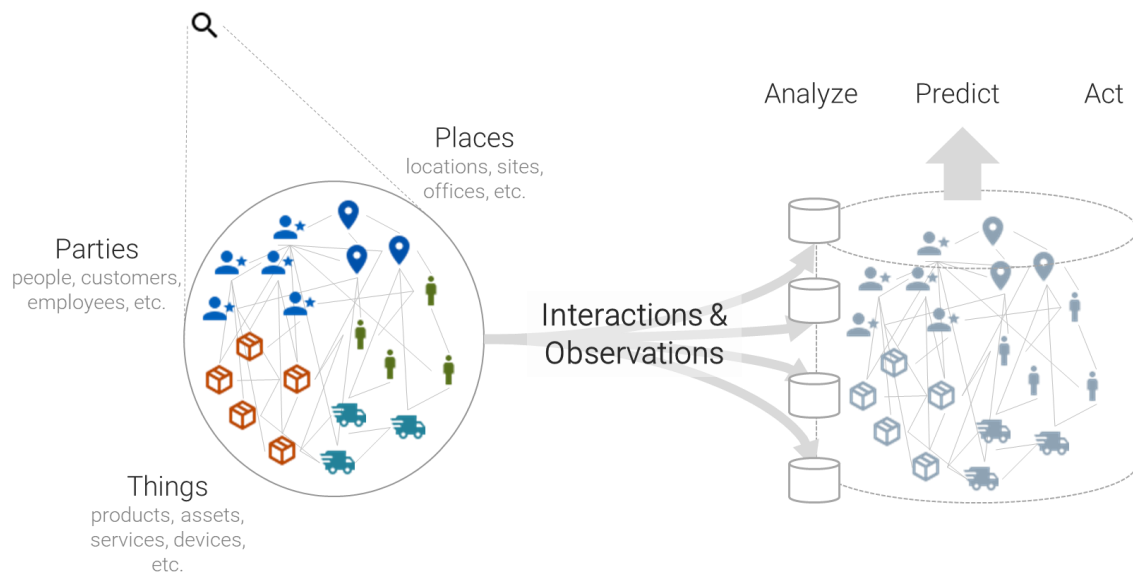 Analyze
Predict
Act
Places
locations, sites,
offices, etc.
Parties
people, customers,
employees, etc.
Interactions &
Observations
Things
products, assets,
services, devices,
etc.